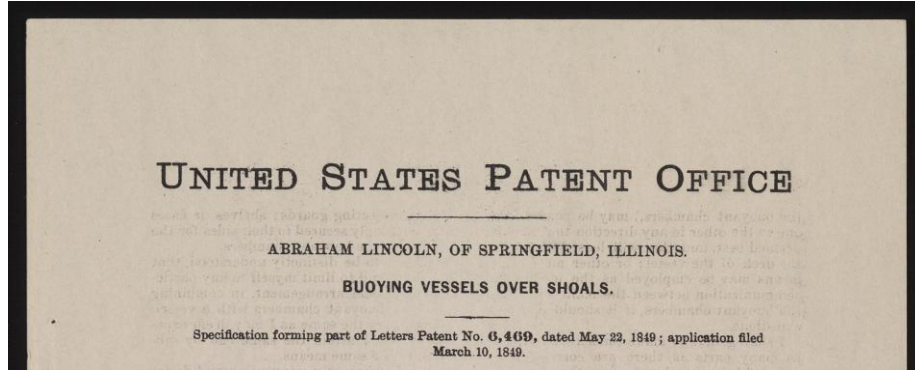 UNITED STATES PATENT OFFICE
ABRAHAM LINCOLN, OF SPRINGFIELD, ILLINOIS.
BUOYING VESSELS OVER SHOALS.
Specification forming part of Letters Patent No. 6,469, dated May 22, 1849; application filed
March 10, 1849.